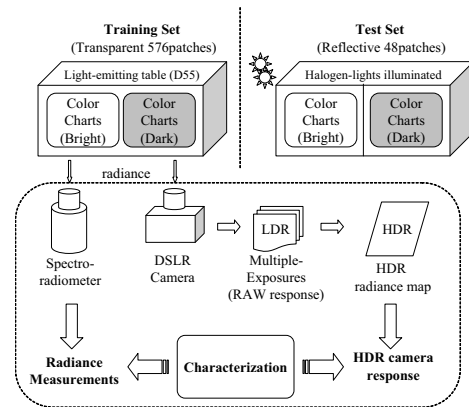 Training Set
(Transparent 576patches)
Test Set
(Reflective 48patches)
Light-emitting table (D55)
Halogen-lights illuminated
Color
Charts
(Bright)
Color
Charts
(Dark)
Color
Charts
(Bright)
Color
Charts
(Dark)
radiance
LDR
HDR
Spectro-
radiometer
DSLR
Camera
Multiple-
Exposures
(RAW response)
HDR
radiance map
Radiance
Measurements
Characterization
HDR camera
response